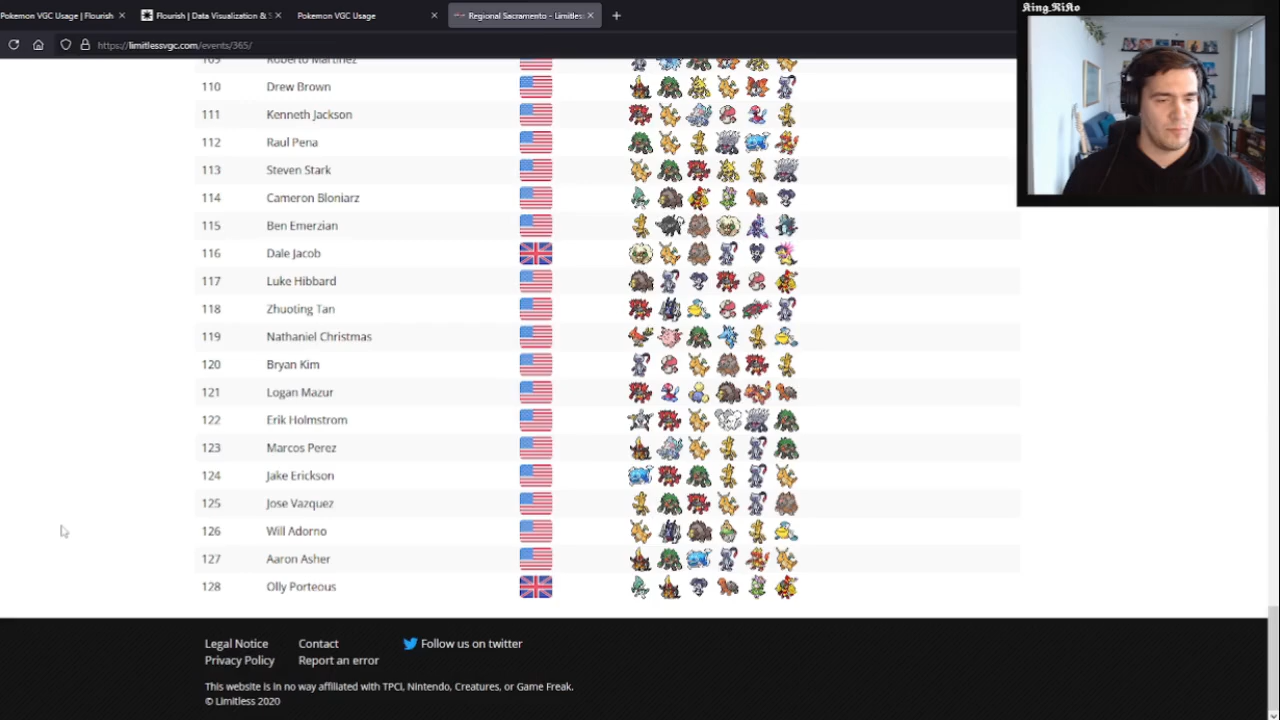 Pokemon VGC Usage | Flourish
Flourish | Data Visualization & S
Pokemon VGC Usage
Regional Sacramento – Limitless
King_RiKo
https://limitlessvgc.com/events/365/
109 Roberto Martinez
110 Drew Brown
111 Kenneth Jackson
112 Raul Pena
113 Steven Stark
114 Cameron Bloniarz
115 Ben Emerzian
116 Dale Jacob
117 Luke Hibbard
118 Zhuoting Tan
119 Nathaniel Christmas
120 Bryan Kim
121 Logan Mazur
122 Erik Holmstrom
123 Marcos Perez
124 Jake Erickson
125 Jose Vazquez
126 Will Adorno
127 Aaron Asher
128 Olly Porteous
Legal Notice Contact Follow us on twitter
Privacy Policy Report an error
This website is in no way affiliated with TPCi, Nintendo, Creatures, or Game Freak.
© Limitless 2020